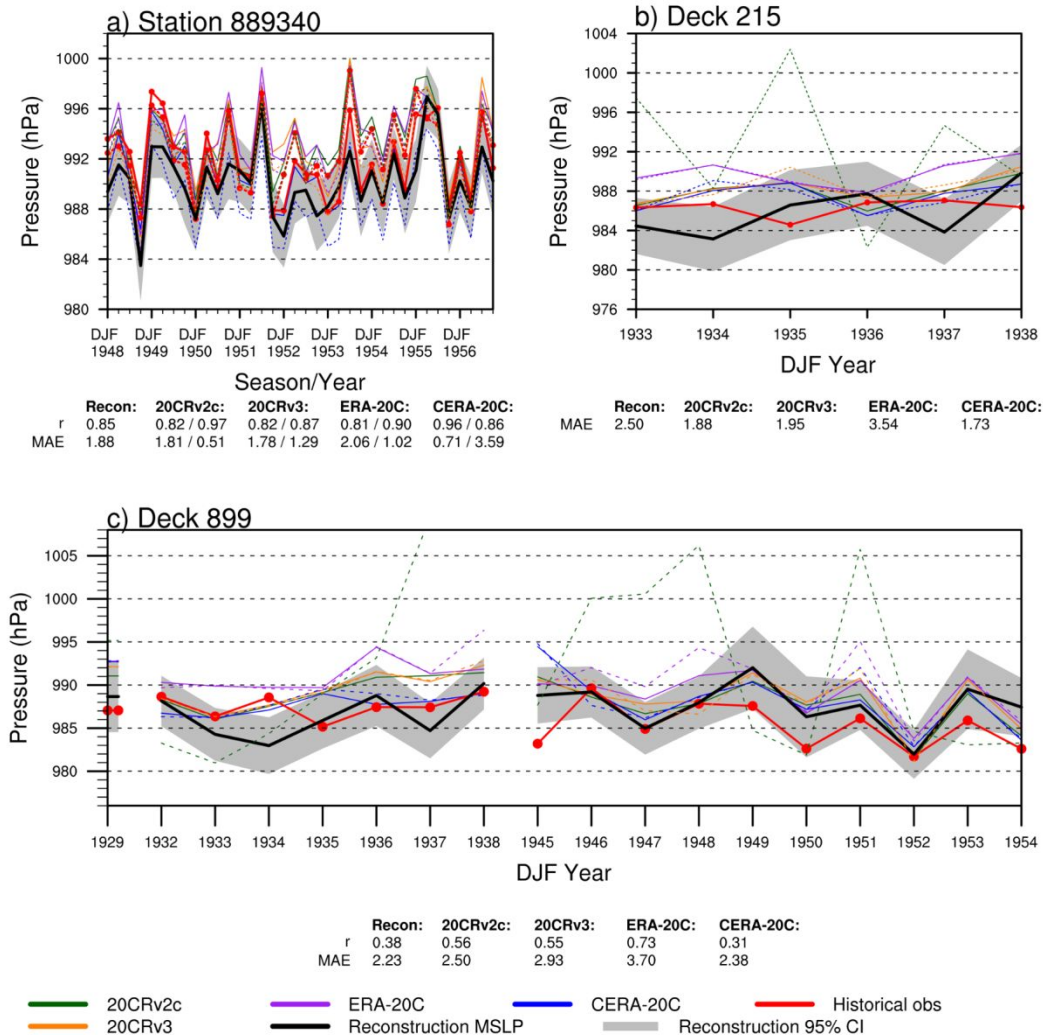 a) Station 889340
Pressure (hPa)
1000
996
992
988
984
980
DJF DJF DJF DJF DJF DJF DJF DJF DJF
1948 1949 1950 1951 1952 1953 1954 1955 1956
Season/Year
Recon: 20CRv2c: 20CRv3: ERA-20C: CERA-20C:
r 0.85 0.82 / 0.97 0.82 / 0.87 0.81 / 0.90 0.96 / 0.86
MAE 1.88 1.81 / 0.51 1.78 / 1.29 2.06 / 1.02 0.71 / 3.59
b) Deck 215
Pressure (hPa)
1004
1000
996
992
988
984
980
976
1933 1934 1935 1936 1937 1938
DJF Year
Recon: 20CRv2c: 20CRv3: ERA-20C: CERA-20C:
MAE 2.50 1.88 1.95 3.54 1.73
c) Deck 899
Pressure (hPa)
1005
1000
995
990
985
980
1929 1932 1933 1934 1935 1936 1937 1938 1945 1946 1947 1948 1949 1950 1951 1952 1953 1954
DJF Year
Recon: 20CRv2c: 20CRv3: ERA-20C: CERA-20C:
r 0.38 0.56 0.55 0.73 0.31
MAE 2.23 2.50 2.93 3.70 2.38
20CRv2c ERA-20C CERA-20C Historical obs
20CRv3 Reconstruction MSLP Reconstruction 95% CI